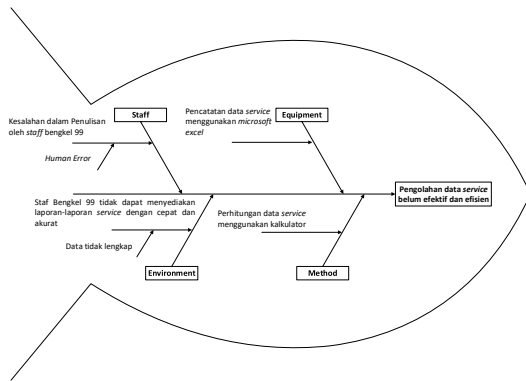 Staff
Kesalahan dalam Penulisan
oleh staff bengkel 99
Human Error
Pencatatan data service
menggunakan microsoft
excel
Equipment
Pengolahan data service
belum efektif dan efisien
Staf Bengkel 99 tidak dapat menyediakan
laporan-laporan service dengan cepat dan
akurat
Data tidak lengkap
Environment
Perhitungan data service
menggunakan kalkulator
Method